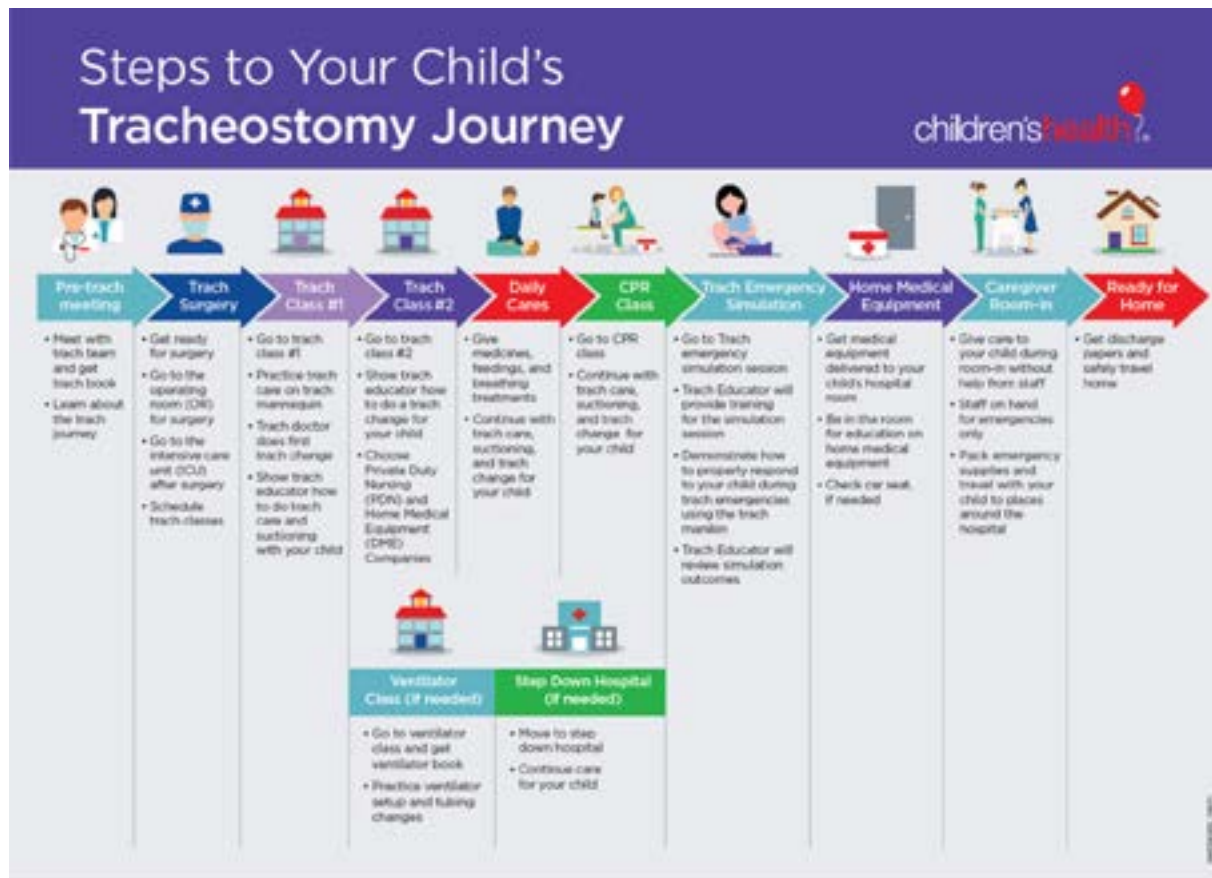 Steps to Your Child's
Tracheostomy Journey
children'shealth?
Pre-trach
meeting
Trach
Surgery
Trach
Class #1
Trach
Class #2
Daily
Cares
CPR
Class
Trach Emergency
Simulation
Home Medical
Equipment
Caregiver
Room-in
Ready for
Home
• Meet with
trach team
and get
trach book
• Learn about
the trach
journey
• Get ready
for surgery
• Go to the
operating
room (OR)
for surgery
• Go to the
intensive care
unit (ICU)
after surgery
• Schedule
trach classes
• Go to trach
class #1
• Practice trach
care on trach
mannequin
• Trach doctor
does first
trach change
• Show trach
educator how
to do trach
care and
suctioning
with your child
• Go to trach
class #2
• Show trach
educator how
to do a trach
change for
your child
• Choose
Private Duty
Nursing
(PDN) and
Home Medical
Equipment
(DME)
Companies
• Give
medicines,
feedings, and
breathing
treatments
• Continue with
trach care,
suctioning,
and trach
change for
your child
• Go to CPR
class
• Continue with
trach care,
suctioning,
and trach
change for
your child
• Go to Trach
emergency
simulation session
• Trach Educator will
provide training
for the simulation
session
• Demonstrate how
to properly respond
to your child during
trach emergencies
using the trach
manikin
• Trach Educator will
review simulation
outcomes
• Get medical
equipment
delivered to your
child's hospital
room
• Be in the room
for education on
home medical
equipment
• Check car seat,
if needed
• Give care to
your child during
room-in without
help from staff
• Staff on hand
for emergencies
only
• Pack emergency
supplies and
travel with your
child to places
around the
hospital
• Get discharge
papers and
safely travel
home
Ventilator
Class (if needed)
Step Down Hospital
(if needed)
• Go to ventilator
class and get
ventilator book
• Practice ventilator
setup and tubing
changes
• Move to step
down hospital
• Continue care
for your child